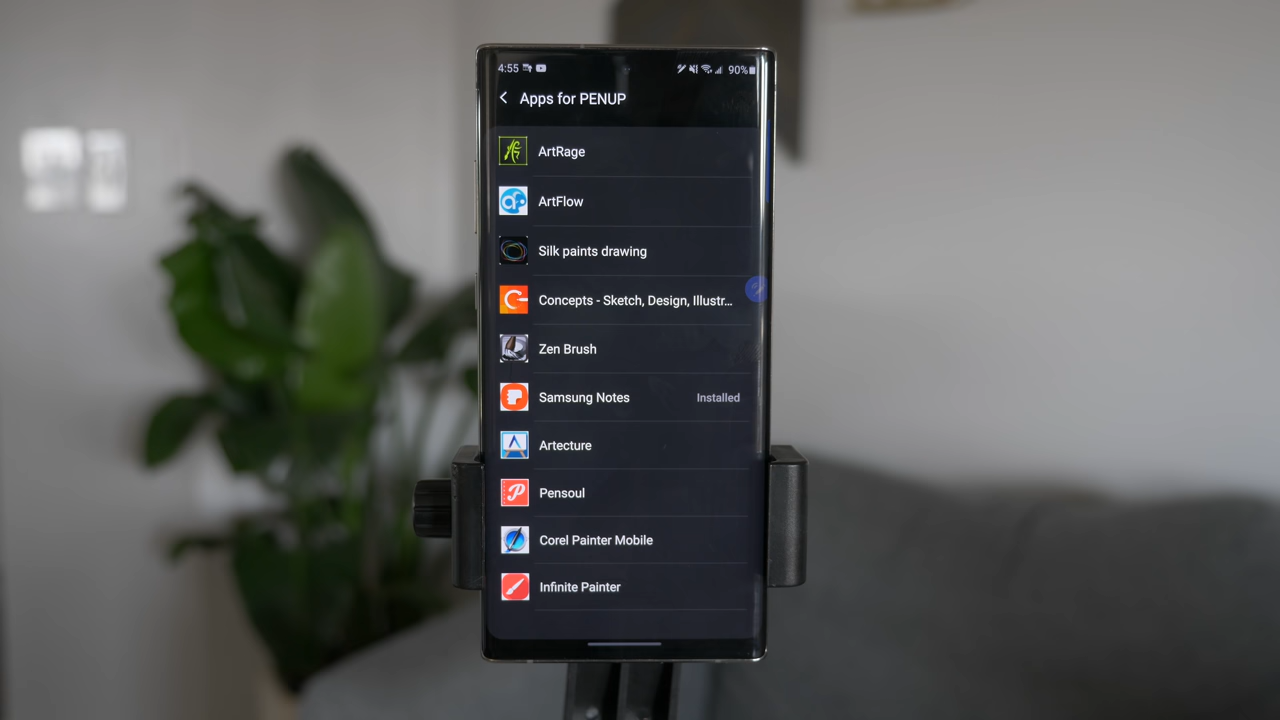 4:55 90%
Apps for PENUP
ArtRage
ArtFlow
Silk paints drawing
Concepts - Sketch, Design, Illustr...
Zen Brush
Samsung Notes Installed
Artecture
Pensoul
Corel Painter Mobile
Infinite Painter